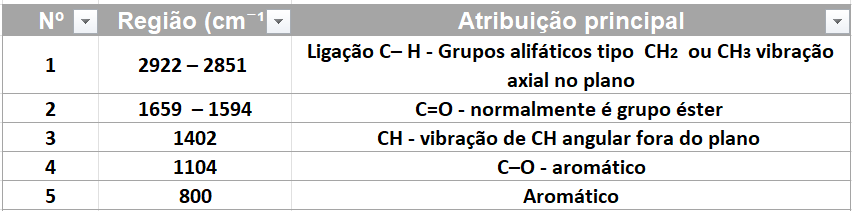 Nº Região (cm⁻¹ Atribuição principal
1 2922 – 2851 Ligação C– H - Grupos alifáticos tipo CH₂ ou CH₃ vibração
axial no plano
2 1659 – 1594 C=O - normalmente é grupo éster
3 1402 CH - vibração de CH angular fora do plano
4 1104 C–O - aromático
5 800 Aromático